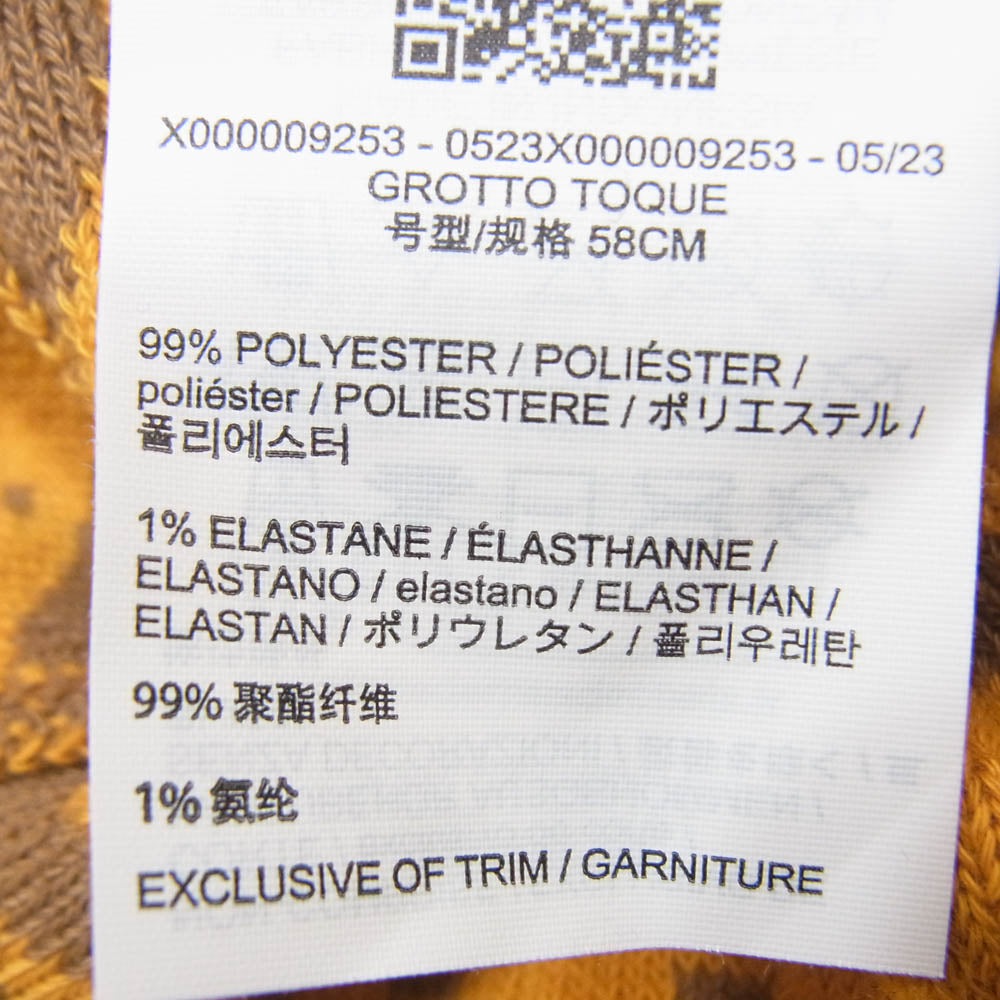 X000009253 - 0523X000009253 - 05/23
GROTTO TOQUE
号型/规格 58CM
99% POLYESTER / POLIÉSTER /
poliéster / POLIESTERE / ポリエステル /
폴리에스터
1% ELASTANE / ÉLASTHANNE /
ELASTANO / elastano / ELASTHAN /
ELASTAN / ポリウレタン / 폴리우레탄
99% 聚酯纤维
1% 氨纶
EXCLUSIVE OF TRIM / GARNITURE